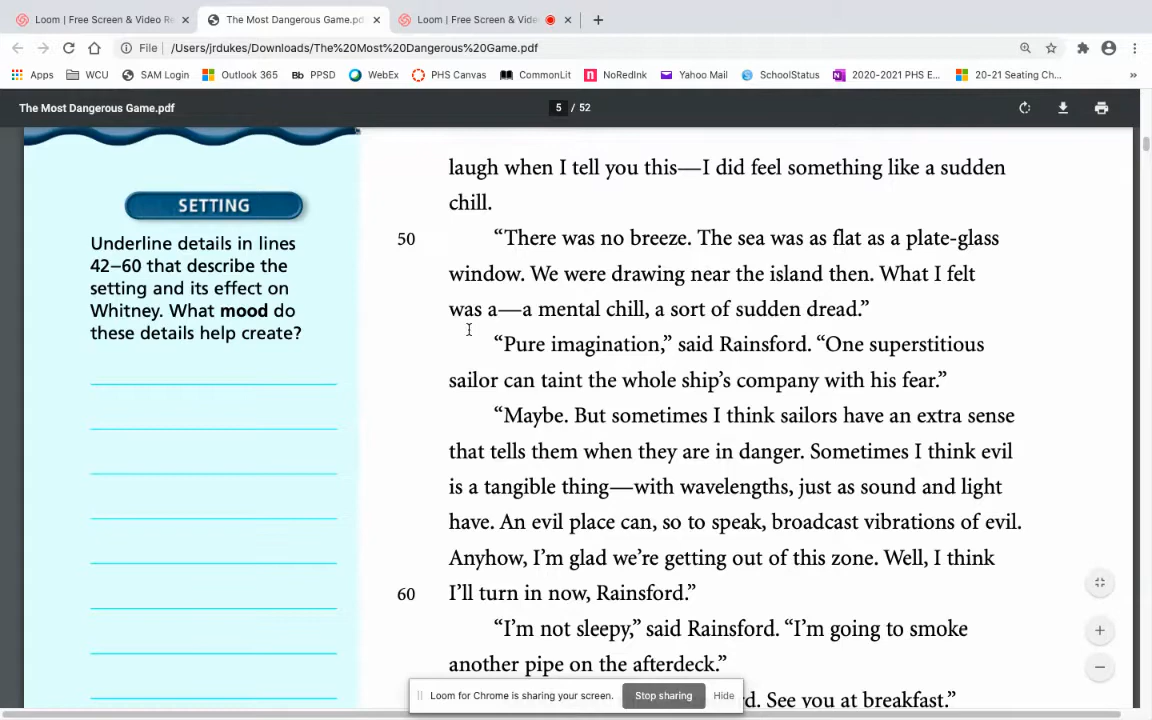 Loom | Free Screen & Video Re
The Most Dangerous Game.pd
Loom | Free Screen & Vide
File
/Users/jrdukes/Downloads/The%20Most%20Dangerous%20Game.pdf
Apps
WCU
SAM Login
Outlook 365
Bb PPSD
WebEx
PHS Canvas
CommonLit
NoRedInk
Yahoo Mail
SchoolStatus
2020-2021 PHS E...
20-21 Seating Ch...
The Most Dangerous Game.pdf
5 / 52
SETTING
Underline details in lines
42–60 that describe the
setting and its effect on
Whitney. What mood do
these details help create?
laugh when I tell you this—I did feel something like a sudden
chill.
50 “There was no breeze. The sea was as flat as a plate-glass
window. We were drawing near the island then. What I felt
was a—a mental chill, a sort of sudden dread.”
“Pure imagination,” said Rainsford. “One superstitious
sailor can taint the whole ship’s company with his fear.”
“Maybe. But sometimes I think sailors have an extra sense
that tells them when they are in danger. Sometimes I think evil
is a tangible thing—with wavelengths, just as sound and light
have. An evil place can, so to speak, broadcast vibrations of evil.
Anyhow, I’m glad we’re getting out of this zone. Well, I think
60 I’ll turn in now, Rainsford.”
“I’m not sleepy,” said Rainsford. “I’m going to smoke
another pipe on the afterdeck.”
d. See you at breakfast.”
Loom for Chrome is sharing your screen.
Stop sharing
Hide